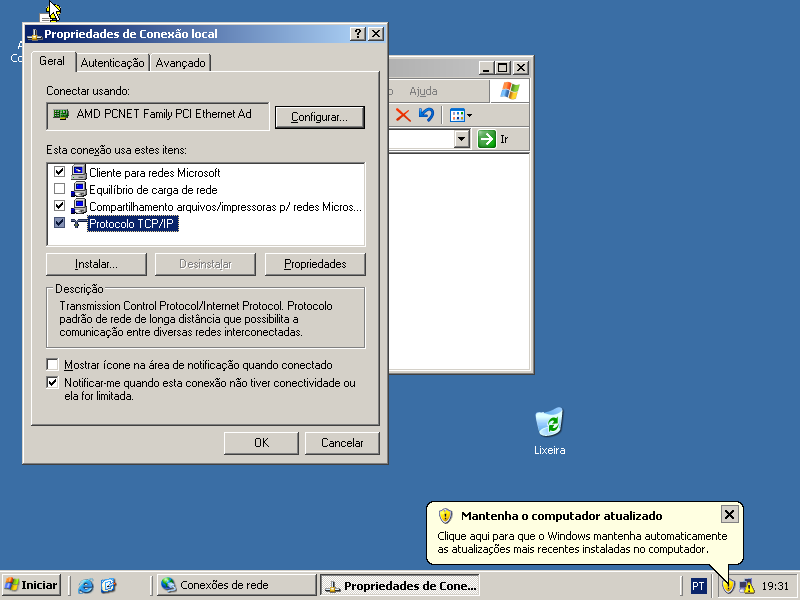 Propriedades de Conexão local
Geral
Autenticação
Avançado
Conectar usando:
AMD PCNET Family PCI Ethernet Ad
Configurar...
Esta conexão usa estes itens:
Cliente para redes Microsoft
Equilíbrio de carga de rede
Compartilhamento arquivos/impressoras p/ redes Micros...
Protocolo TCP/IP
Instalar...
Desinstalar
Propriedades
Descrição
Transmission Control Protocol/Internet Protocol. Protocolo
padrão de rede de longa distância que possibilita a
comunicação entre diversas redes interconectadas.
Mostrar ícone na área de notificação quando conectado
Notificar-me quando esta conexão não tiver conectividade ou
ela for limitada.
OK
Cancelar
Ajuda
Ir
Lixeira
Mantenha o computador atualizado
Clique aqui para que o Windows mantenha automaticamente
as atualizações mais recentes instaladas no computador.
Iniciar
Conexões de rede
Propriedades de Cone...
PT
19:31